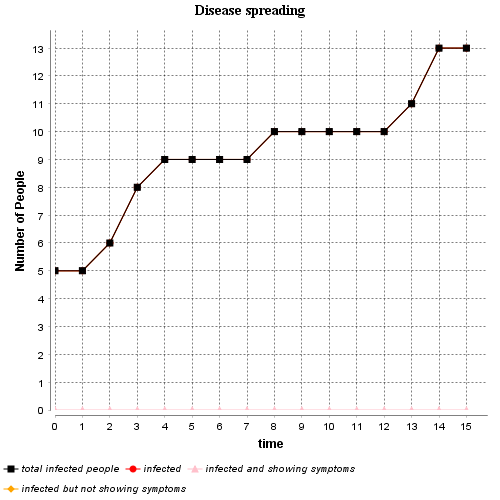 Disease spreading
Number of People
13
12
11
10
9
8
7
6
5
4
3
2
1
0
0 1 2 3 4 5 6 7 8 9 10 11 12 13 14 15
time
total infected people infected infected and showing symptoms
infected but not showing symptoms